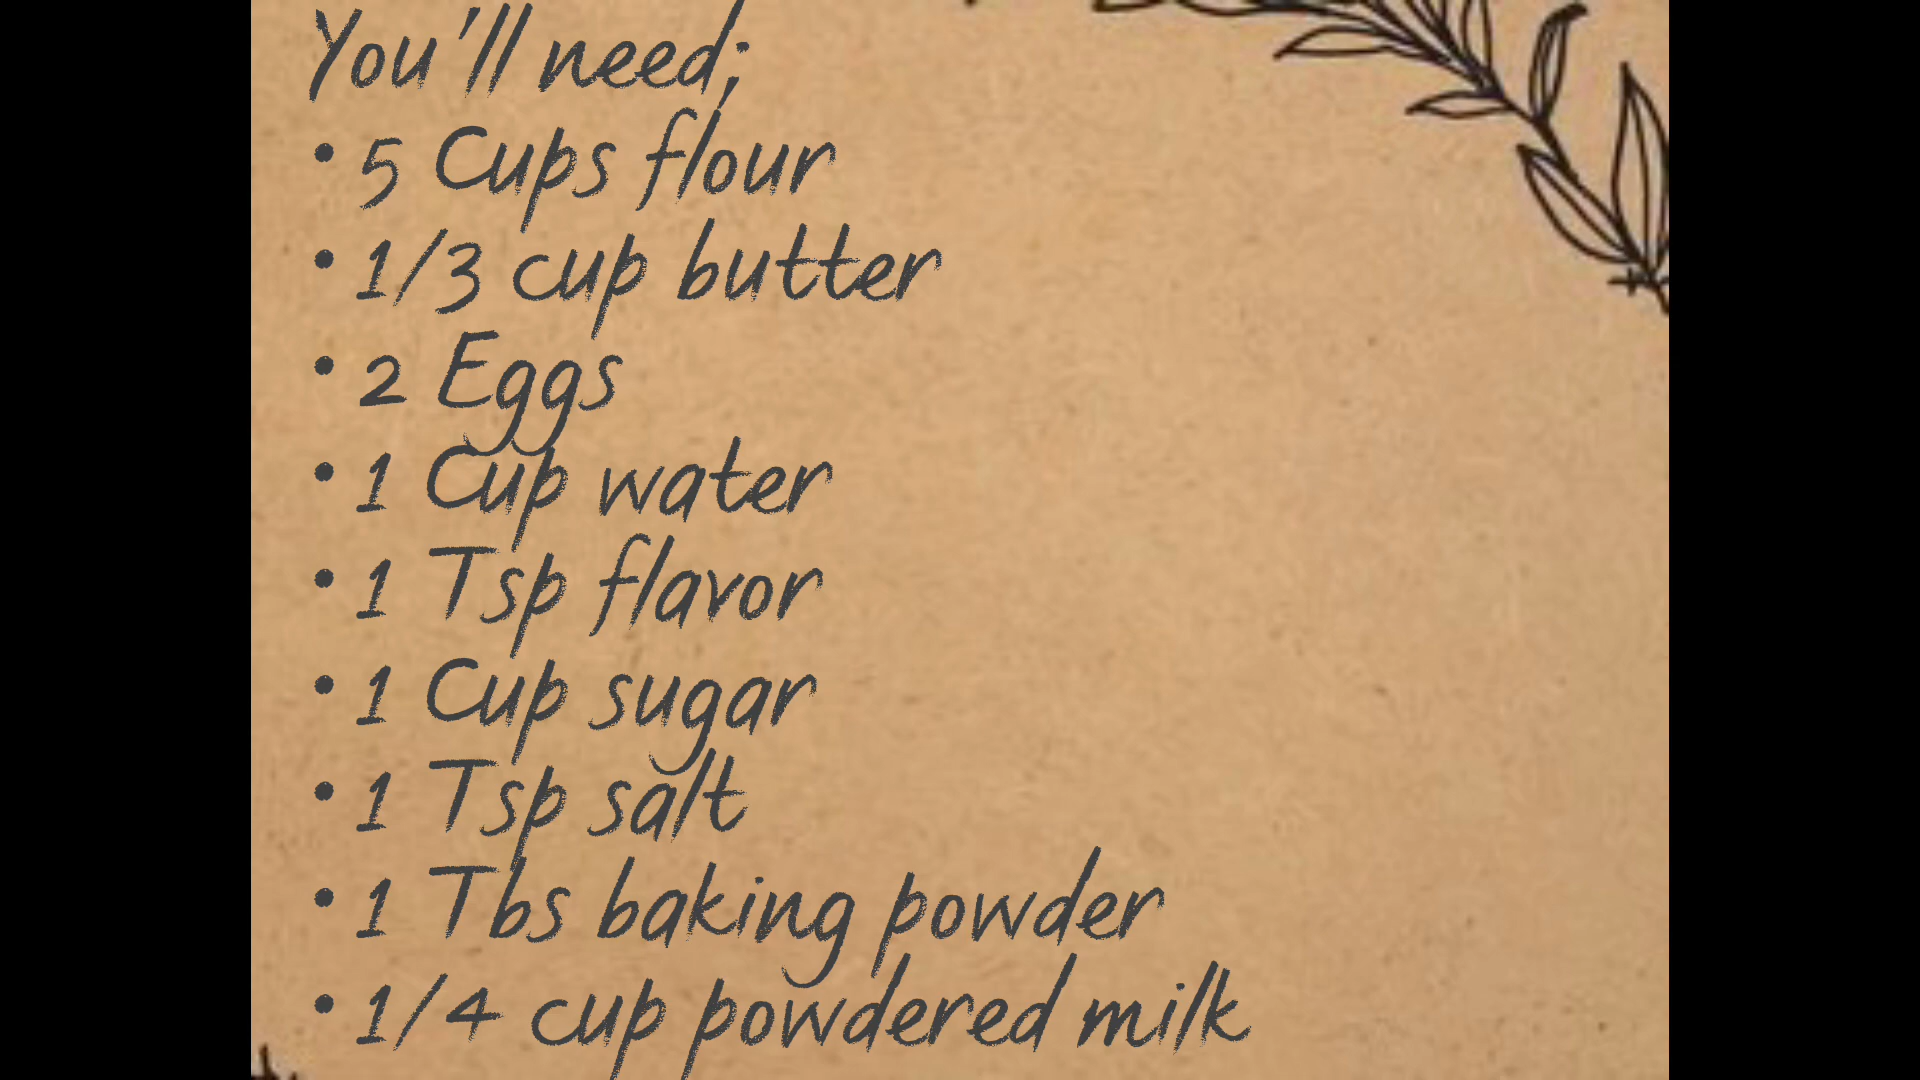 You'll need;
• 5 Cups flour
• 1/3 cup butter
• 2 Eggs
• 1 Cup water
• 1 Tsp flavor
• 1 Cup sugar
• 1 Tsp salt
• 1 Tbs baking powder
• 1/4 cup powdered milk